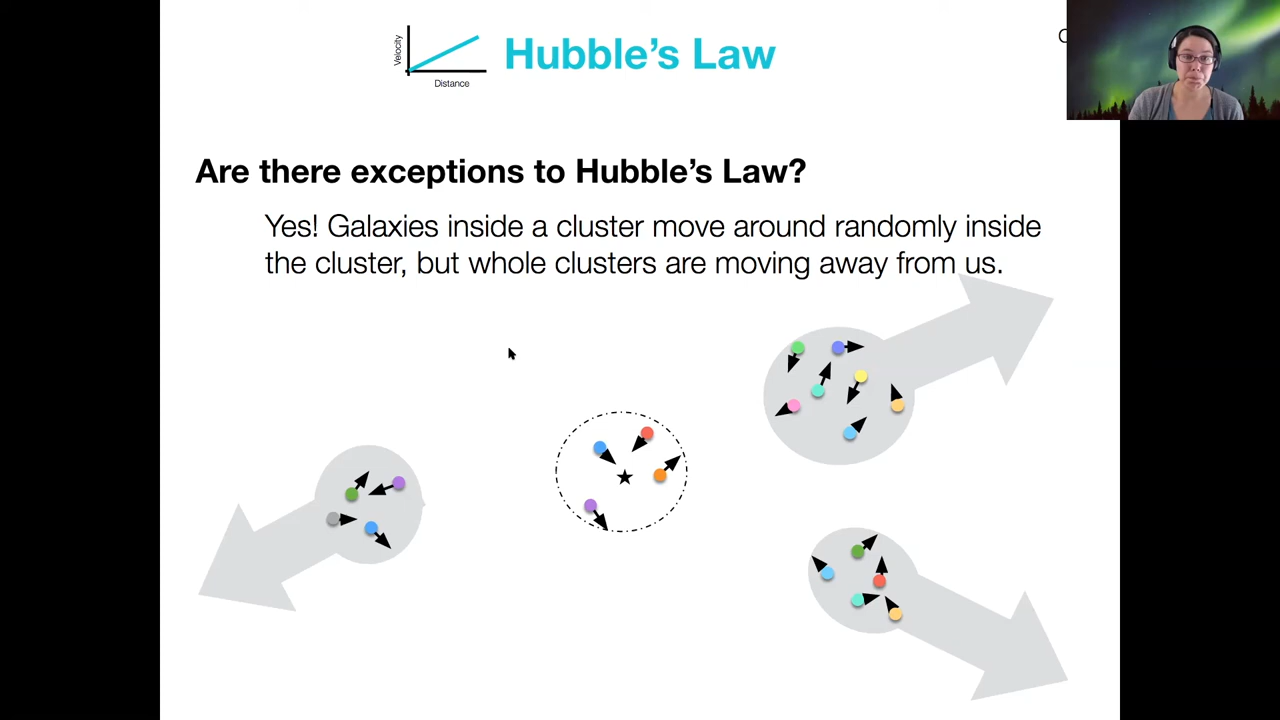 Hubble's Law
Velocity
Distance
Are there exceptions to Hubble's Law?
Yes! Galaxies inside a cluster move around randomly inside
the cluster, but whole clusters are moving away from us.